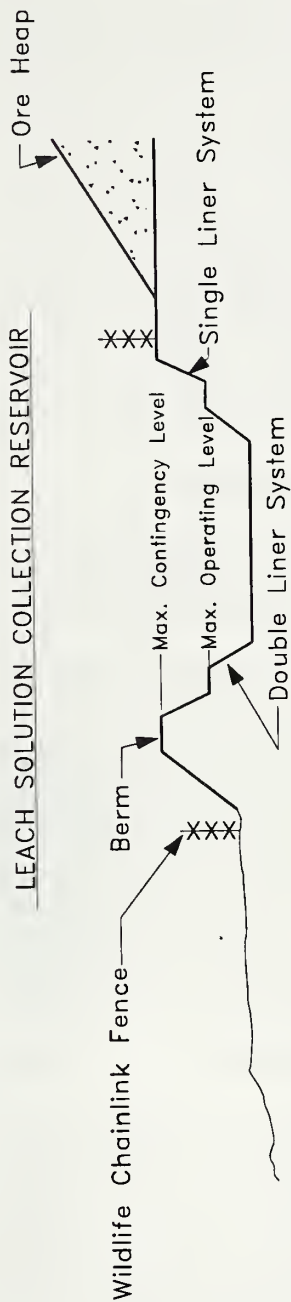 LEACH SOLUTION COLLECTION RESERVOIR
Ore Heap
Wildlife Chainlink Fence
Berm
Max. Contingency Level
Max. Operating Level
Single Liner System
Double Liner System